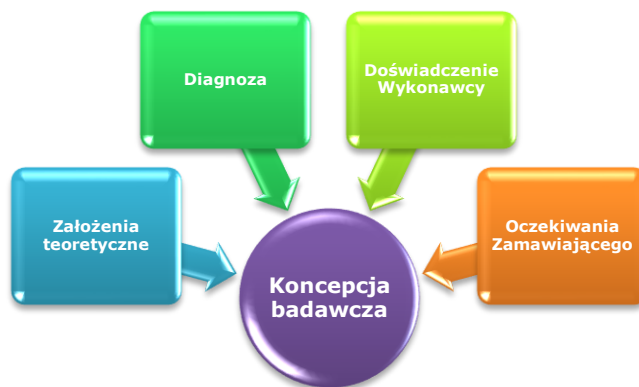 Diagnoza
Doświadczenie
Wykonawcy
Założenia
teoretyczne
Oczekiwania
Zamawiającego
Koncepcja
badawcza